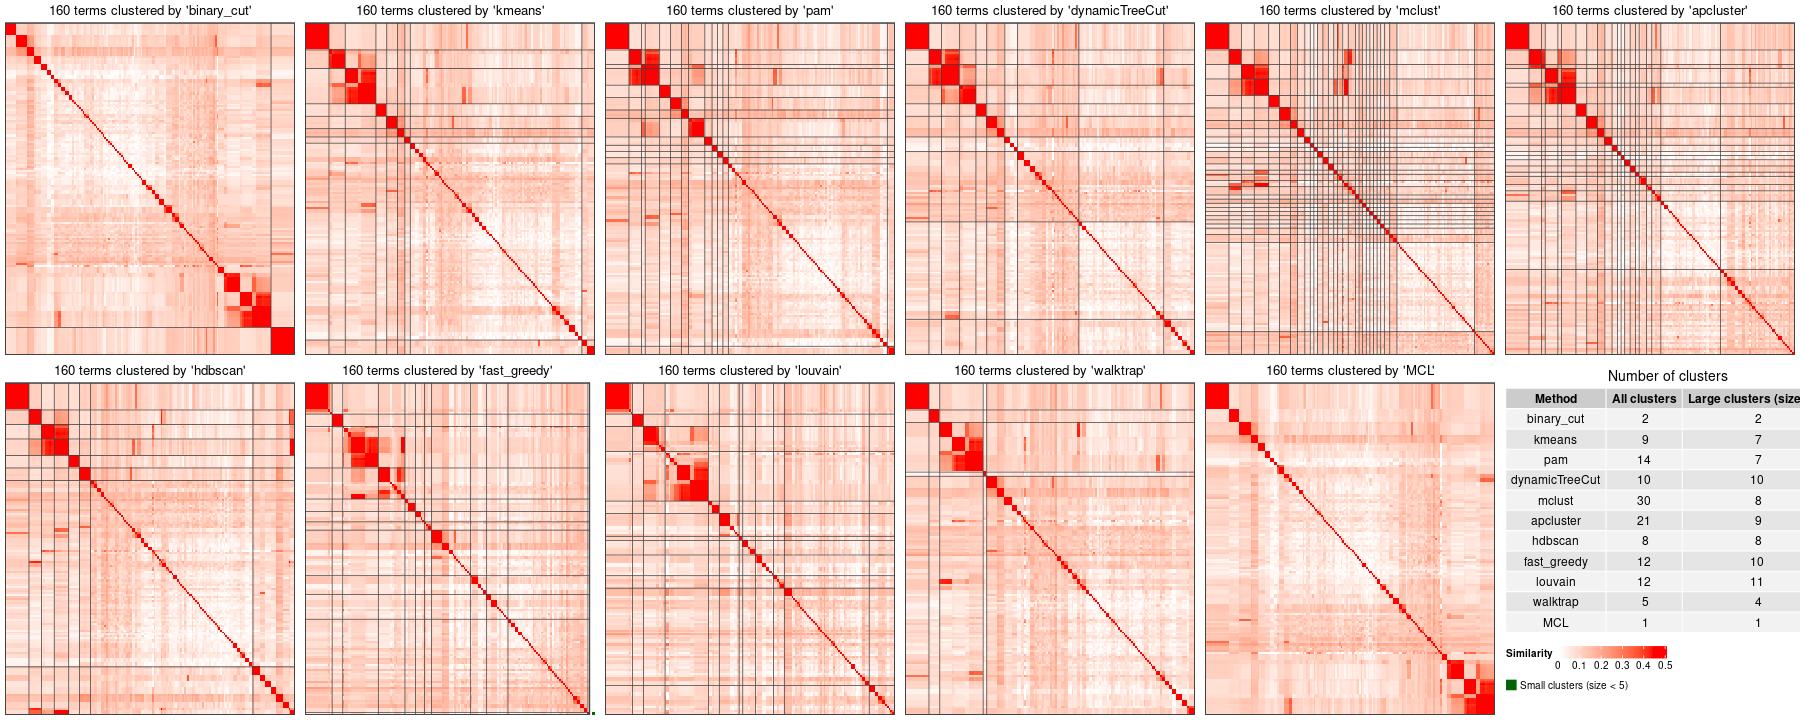 160 terms clustered by 'binary_cut'
160 terms clustered by 'kmeans'
160 terms clustered by 'pam'
160 terms clustered by 'dynamicTreeCut'
160 terms clustered by 'mclust'
160 terms clustered by 'apcluster'
160 terms clustered by 'hdbscan'
160 terms clustered by 'fast_greedy'
160 terms clustered by 'louvain'
160 terms clustered by 'walktrap'
160 terms clustered by 'MCL'
Number of clusters
Method All clusters Large clusters (size
binary_cut 2 2
kmeans 9 7
pam 14 7
dynamicTreeCut 10 10
mclust 30 8
apcluster 21 9
hdbscan 8 8
fast_greedy 12 10
louvain 12 11
walktrap 5 4
MCL 1 1
Similarity
0 0.1 0.2 0.3 0.4 0.5
Small clusters (size < 5)